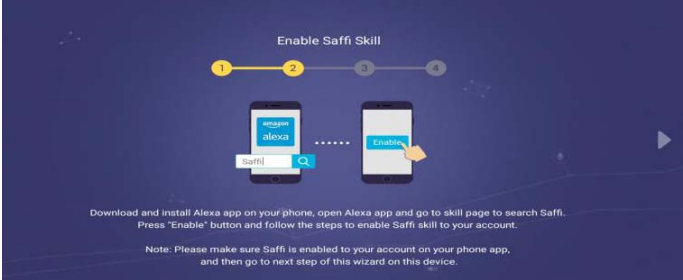 Enable Saffi Skill
1 2 3 4
amazon
alexa
Enable
Saffi
Download and install Alexa app on your phone, open Alexa app and go to skill page to search Saffi.
Press "Enable" button and follow the steps to enable Saffi skill to your account.
Note: Please make sure Saffi is enabled to your account on your phone app,
and then go to next step of this wizard on this device.